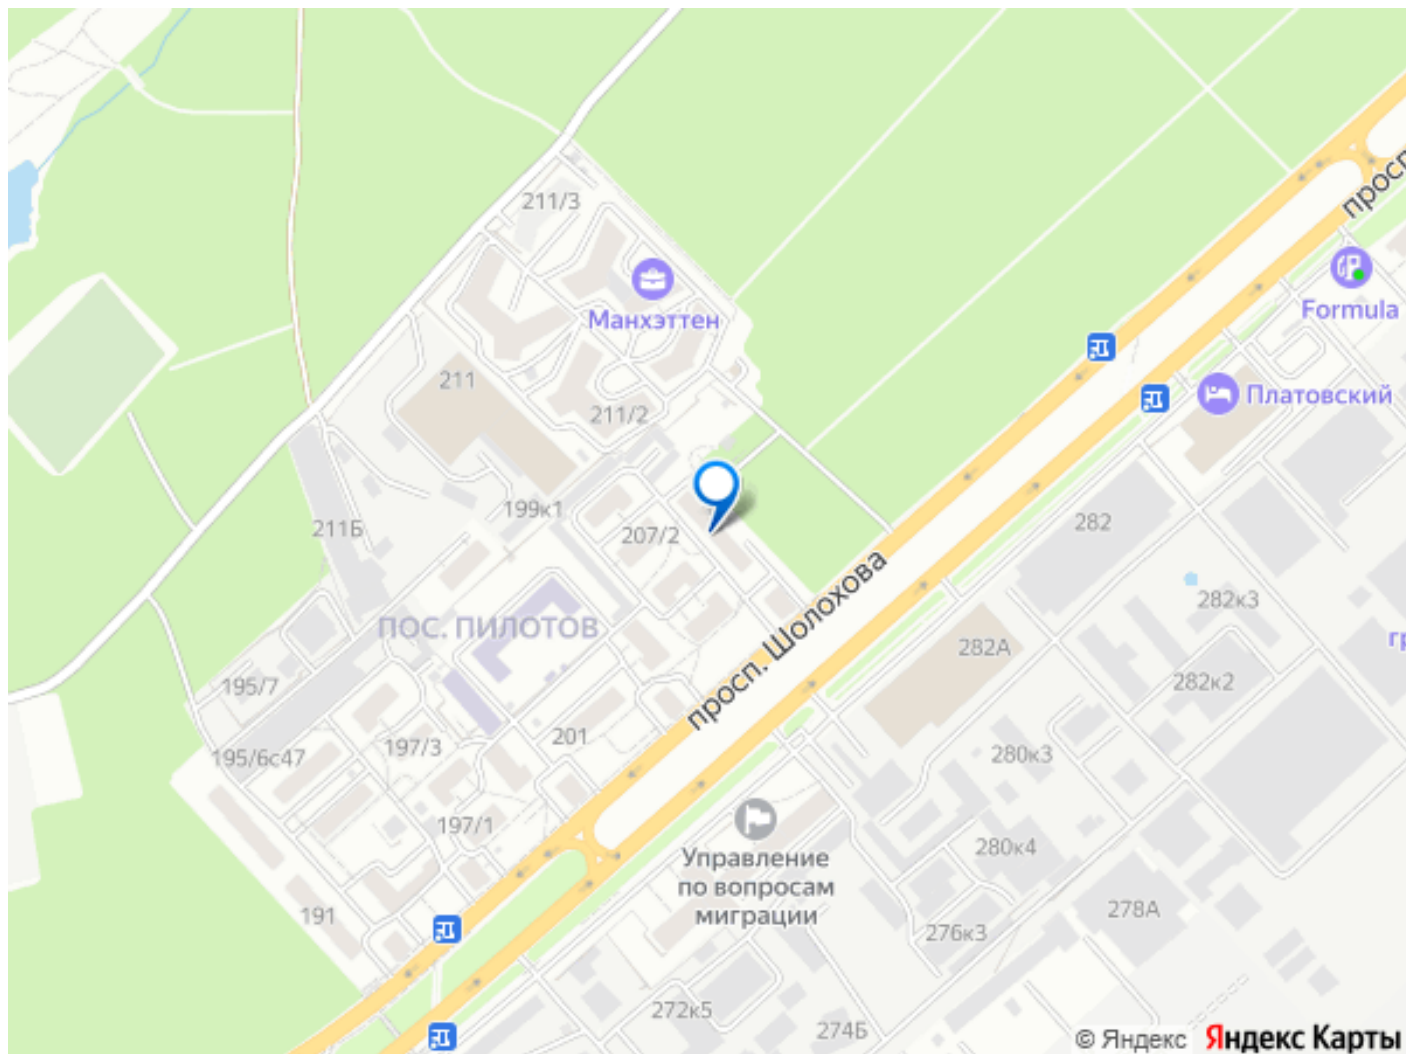 211/3
Манхэттен
211
211/2
Formula
Платовский
просп
199к1
207/2
211Б
282
282к3
просп. Шолохова
ПОС. ПИЛОТОВ
282А
гр
195/7
282к2
201
197/3
195/6с47
280к3
197/1
Управление
по вопросам
миграции
280к4
191
278А
276к3
272к5
274Б
© Яндекс
Яндекс Карты